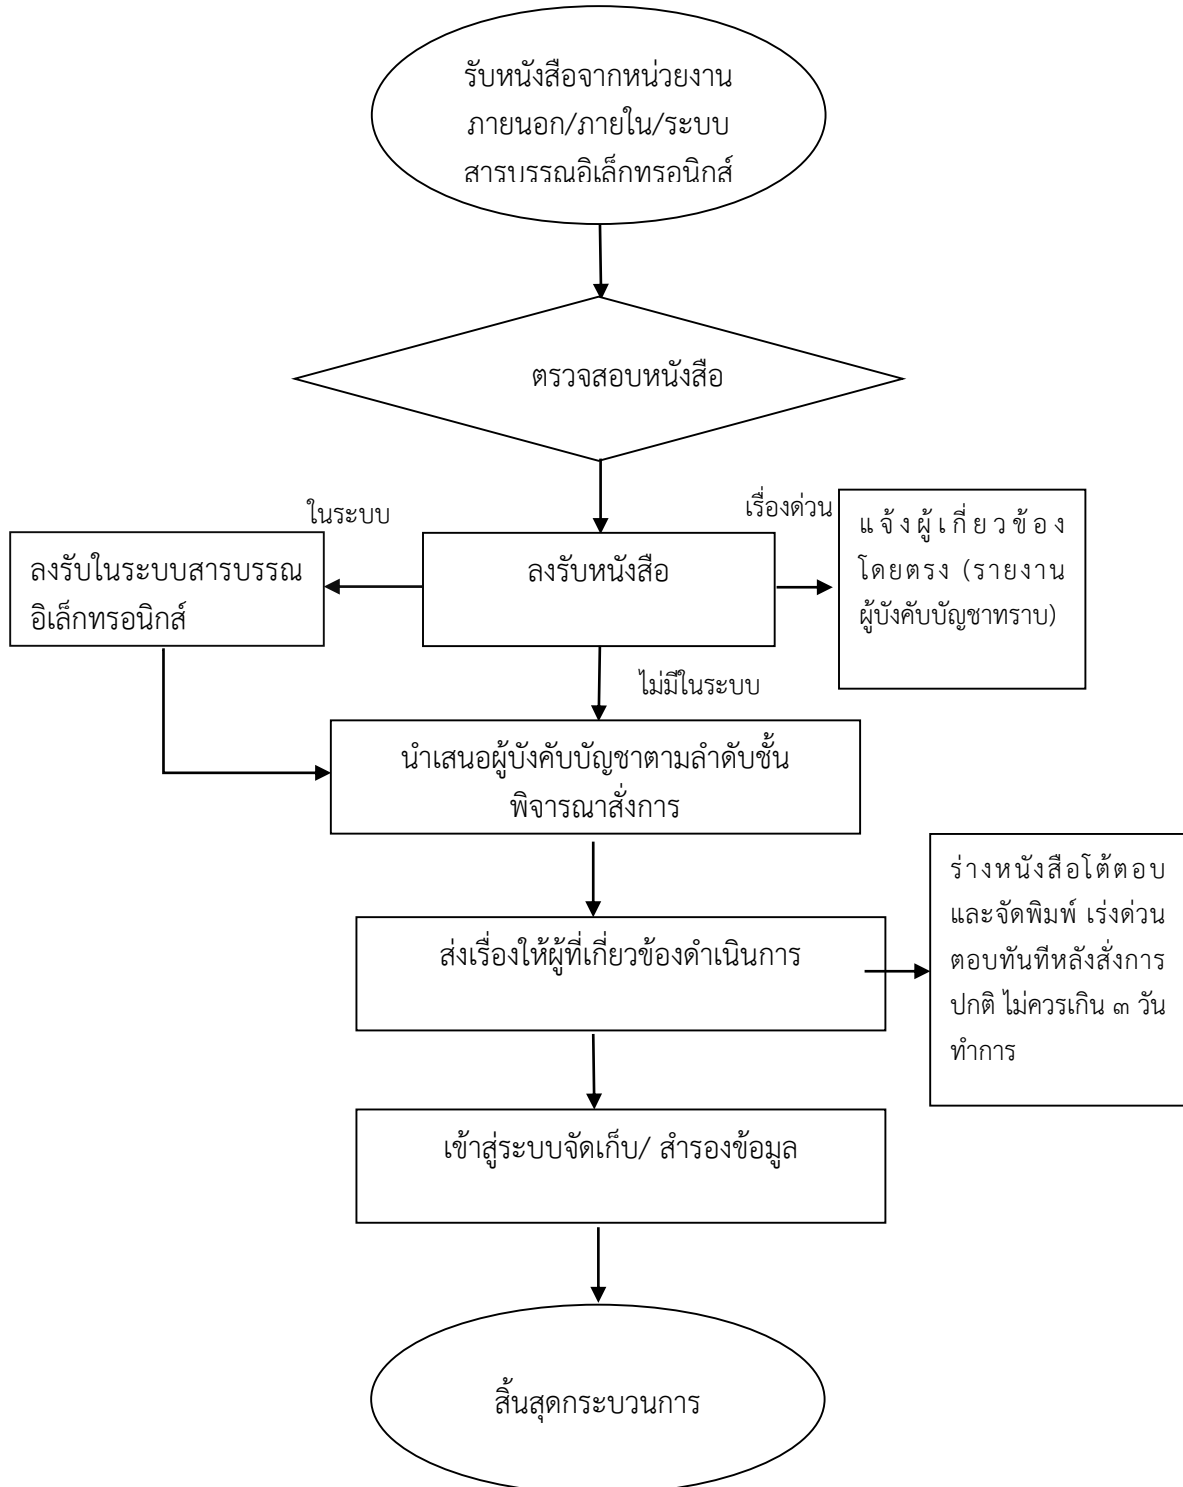 รับหนังสือจากหน่วยงาน
ภายนอก/ภายใน/ระบบ
สารบรรณอิเล็กทรอนิกส์
ตรวจสอบหนังสือ
ในระบบ
เรื่องด่วน
ลงรับในระบบสารบรรณ
อิเล็กทรอนิกส์
ลงรับหนังสือ
แจ้งผู้เกี่ยวข้อง
โดยตรง (รายงาน
ผู้บังคับบัญชาทราบ)
ไม่มีในระบบ
นำเสนอผู้บังคับบัญชาตามลำดับชั้น
พิจารณาสั่งการ
ส่งเรื่องให้ผู้ที่เกี่ยวข้องดำเนินการ
ร่างหนังสือโต้ตอบ
และจัดพิมพ์ เร่งด่วน
ตอบทันทีหลังสั่งการ
ปกติ ไม่ควรเกิน ๓ วัน
ทำการ
เข้าสู่ระบบจัดเก็บ/ สำรองข้อมูล
สิ้นสุดกระบวนการ